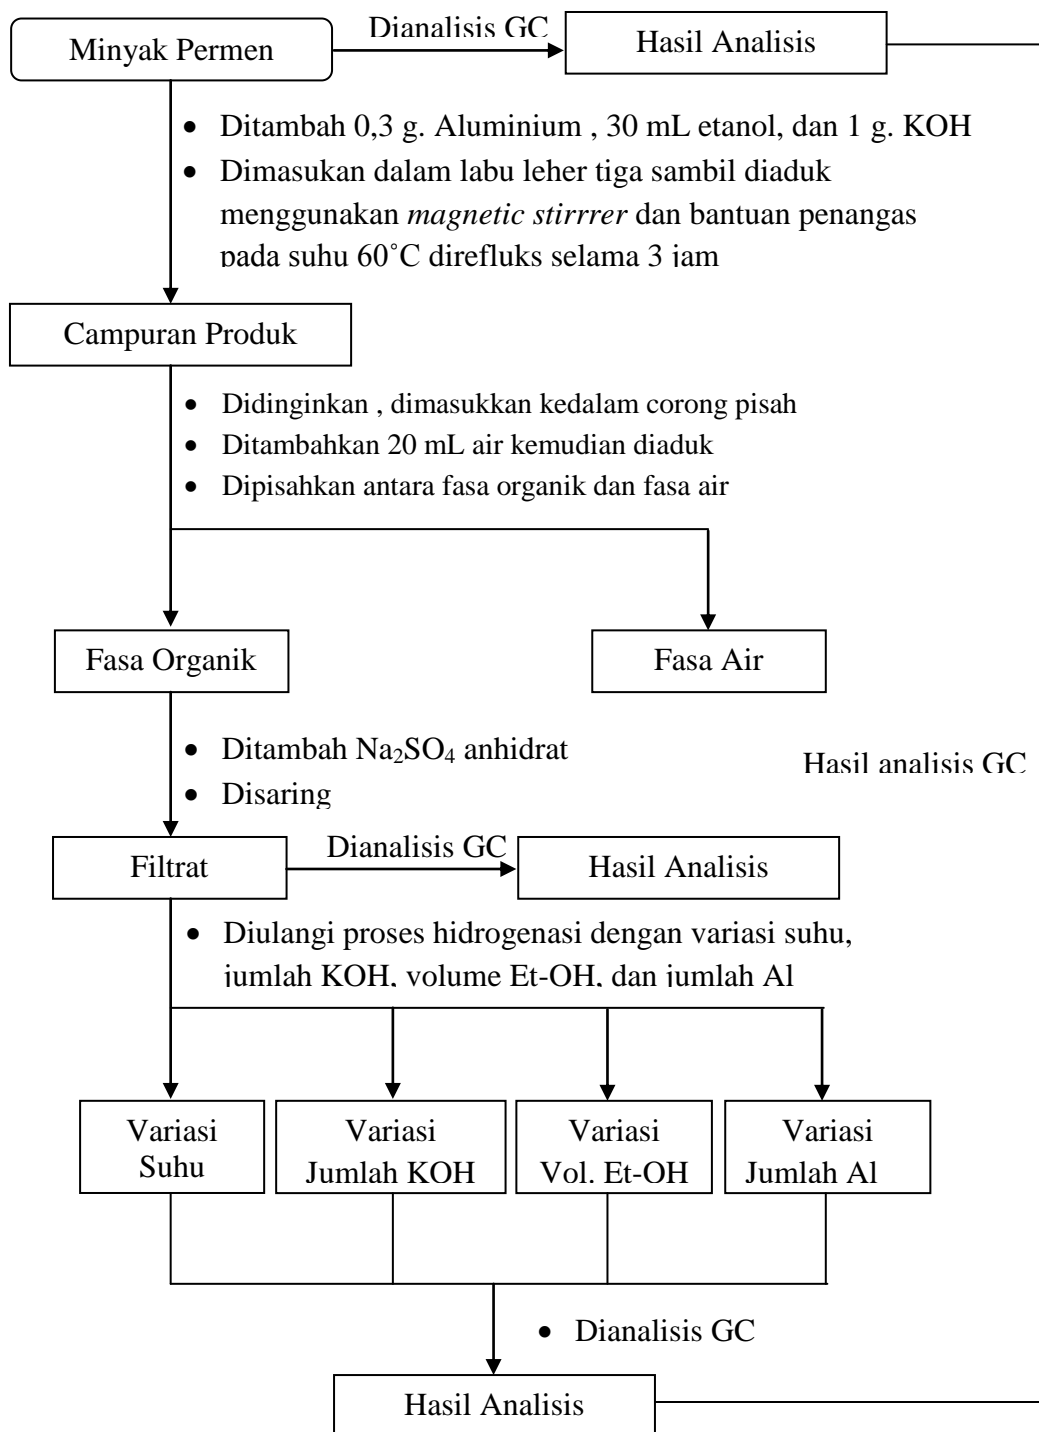 Minyak Permen
Dianalisis GC
Hasil Analisis
• Ditambah 0,3 g. Aluminium , 30 mL etanol, dan 1 g. KOH
• Dimasukan dalam labu leher tiga sambil diaduk
menggunakan magnetic stirrrer dan bantuan penangas
pada suhu 60˚C direfluks selama 3 jam
Campuran Produk
• Didinginkan , dimasukkan kedalam corong pisah
• Ditambahkan 20 mL air kemudian diaduk
• Dipisahkan antara fasa organik dan fasa air
Fasa Organik
Fasa Air
• Ditambah Na₂SO₄ anhidrat
• Disaring
Hasil analisis GC
Filtrat
Dianalisis GC
Hasil Analisis
• Diulangi proses hidrogenasi dengan variasi suhu,
jumlah KOH, volume Et-OH, dan jumlah Al
Variasi
Suhu
Variasi
Jumlah KOH
Variasi
Vol. Et-OH
Variasi
Jumlah Al
• Dianalisis GC
Hasil Analisis